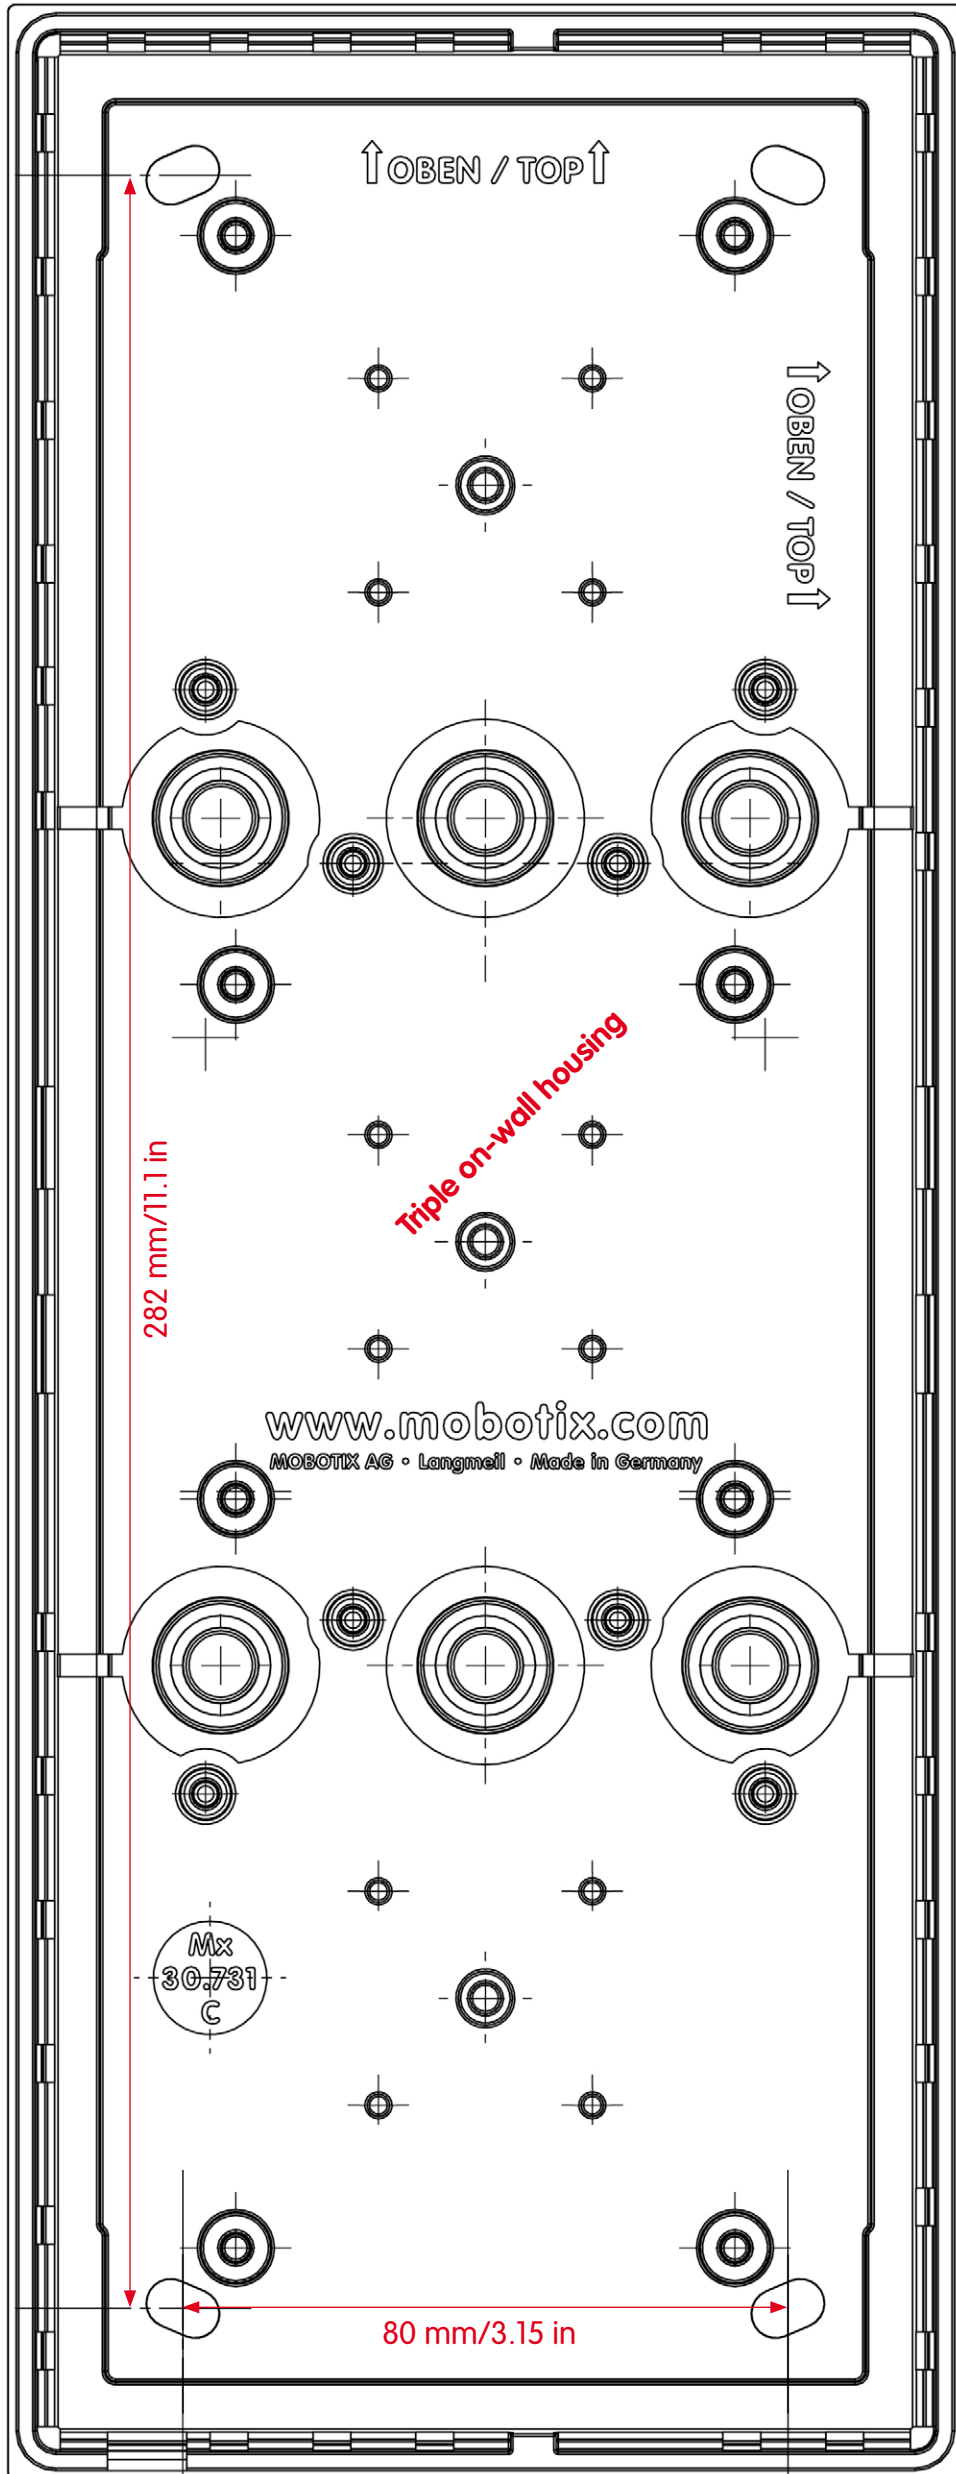 ↑OBEN / TOP↑
↑OBEN / TOP↑
Triple on-wall housing
282 mm/11.1 in
www.mobotix.com
MOBOTIX AG • Langmeil • Made in Germany
Mx
30.731
C
80 mm/3.15 in